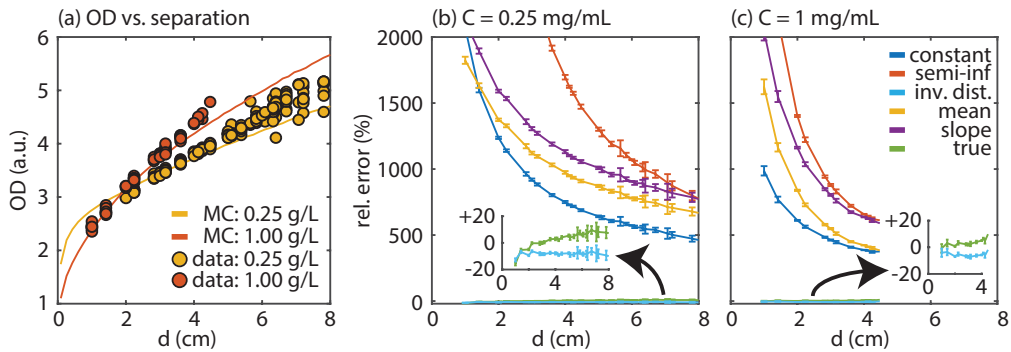 (a) OD vs. separation
6
5
4
3
2
1
OD (a.u.)
0
2
4
6
8
d (cm)
MC: 0.25 g/L
MC: 1.00 g/L
data: 0.25 g/L
data: 1.00 g/L
(b) C = 0.25 mg/mL
2000
1500
1000
500
0
rel. error (%)
0
2
4
6
8
d (cm)
+20
0
-20
0
2
4
6
8
(c) C = 1 mg/mL
0
2
4
6
8
d (cm)
constant
semi-inf
inv. dist.
mean
slope
true
+20
0
-20
0
2
4